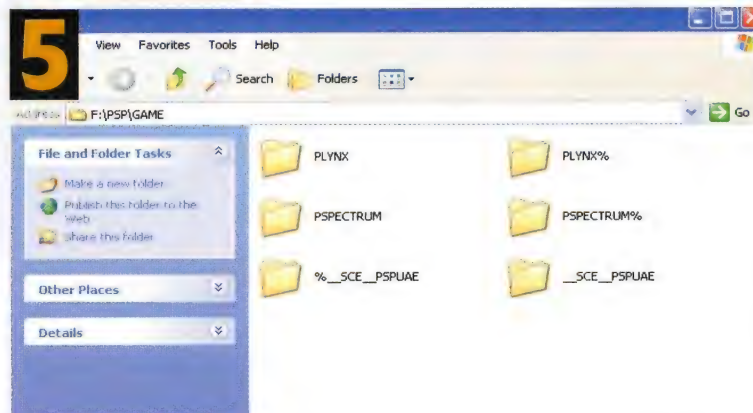 5
View Favorites Tools Help
Search Folders
Address F:\PSP\GAME Go
File and Folder Tasks
Make a new folder
Publish this folder to the
Web
Share this folder
Other Places
Details
PLYNX PLYNX%
PSPECTRUM PSPECTRUM%
%__SCE__PSPUAE __SCE__PSPUAE